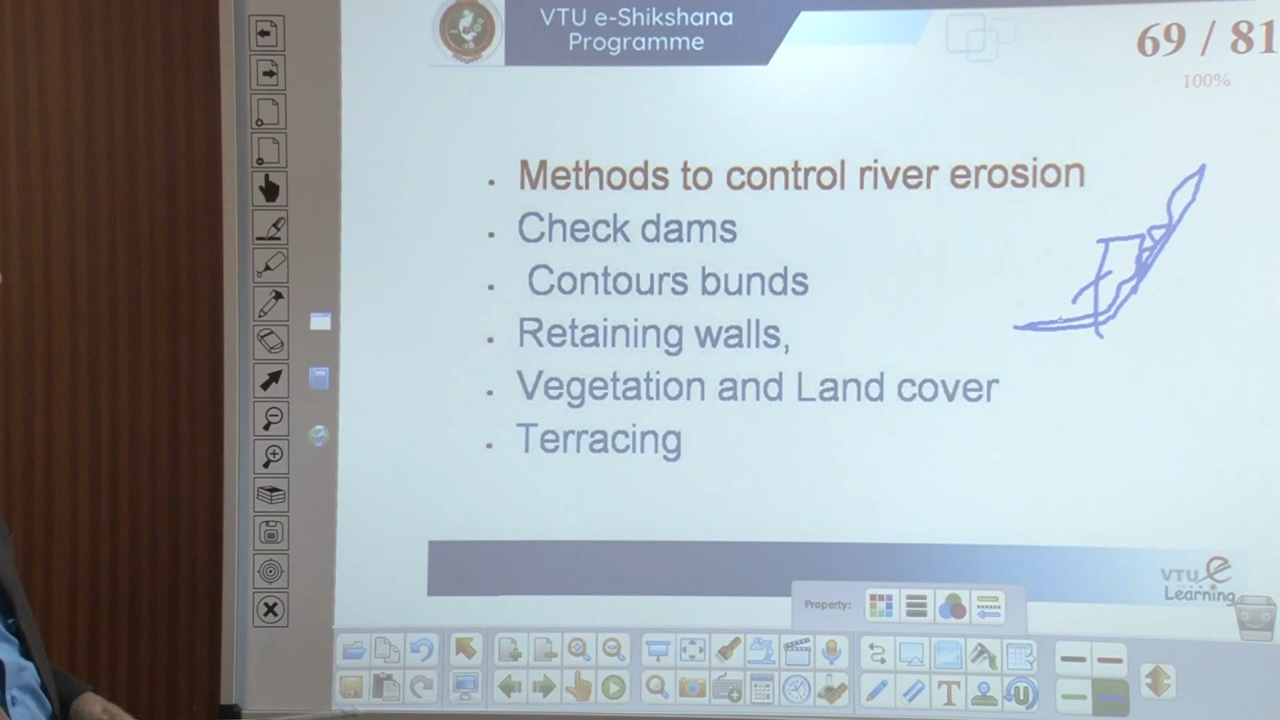 VTU e-Shikshana
Programme
69 / 81
100%
Methods to control river erosion
Check dams
Contours bunds
Retaining walls,
Vegetation and Land cover
Terracing
VTU e
Learning
Property: